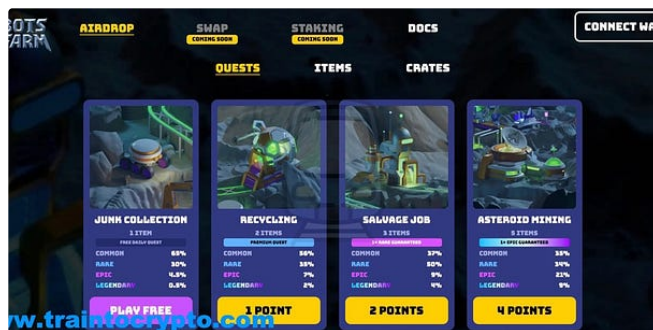 BOTS FARM
AIRDROP SWAP STAKING DOCS CONNECT WA
COMING SOON COMING SOON
QUESTS ITEMS CRATES
JUNK COLLECTION
1 ITEM
FREE DAILY QUEST
COMMON 65%
RARE 30%
EPIC 4.5%
LEGENDARY 0.5%
PLAY FREE
RECYCLING
2 ITEMS
PREMIUM QUEST
COMMON 56%
RARE 35%
EPIC 7%
LEGENDARY 2%
1 POINT
SALVAGE JOB
3 ITEMS
1+ RARE GUARANTEED
COMMON 37%
RARE 50%
EPIC 9%
LEGENDARY 4%
2 POINTS
ASTEROID MINING
5 ITEMS
1+ EPIC GUARANTEED
COMMON 35%
RARE 34%
EPIC 21%
LEGENDARY 9%
4 POINTS
ww.trainfocrypto.com